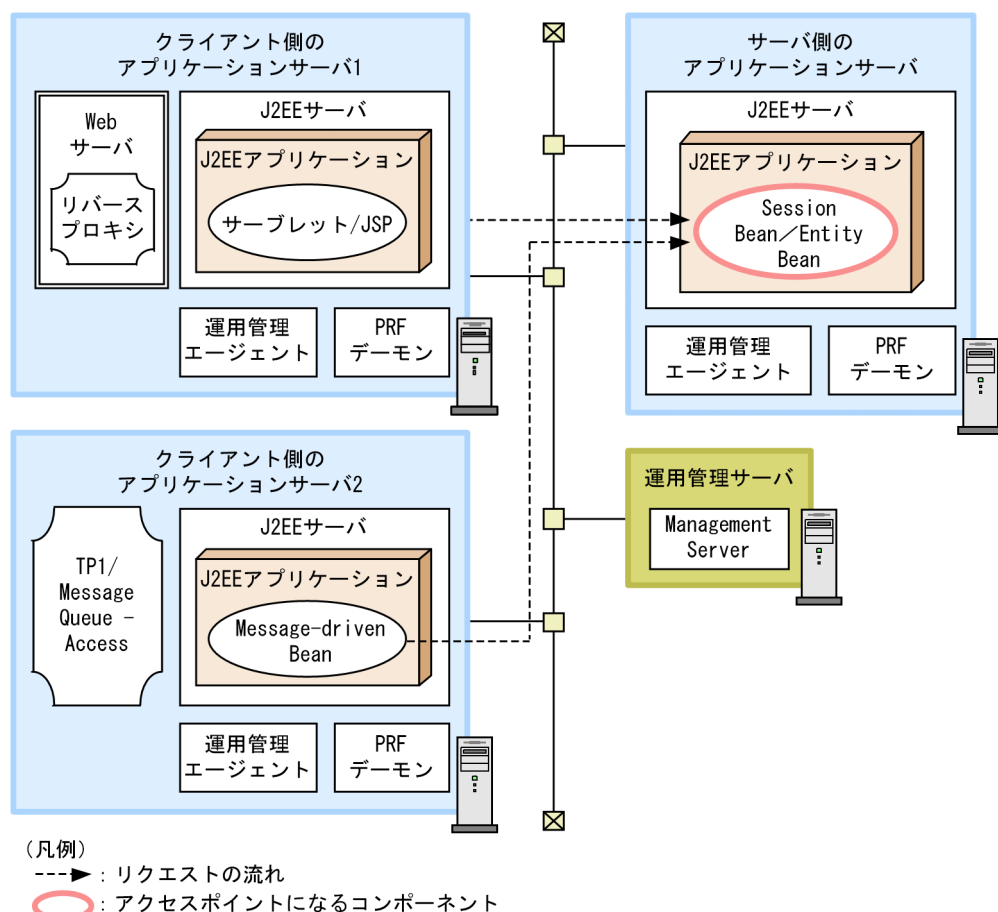 クライアント側の
アプリケーションサーバ1
Web
サーバ
リバース
プロキシ
J2EEサーバ
J2EEアプリケーション
サーブレット/JSP
運用管理
エージェント
PRF
デーモン
サーバ側の
アプリケーションサーバ
J2EEサーバ
J2EEアプリケーション
Session
Bean／Entity
Bean
運用管理
エージェント
PRF
デーモン
クライアント側の
アプリケーションサーバ2
TP1/
Message
Queue -
Access
J2EEサーバ
J2EEアプリケーション
Message-driven
Bean
運用管理
エージェント
PRF
デーモン
運用管理サーバ
Management
Server
(凡例)
: リクエストの流れ
: アクセスポイントになるコンポーネント